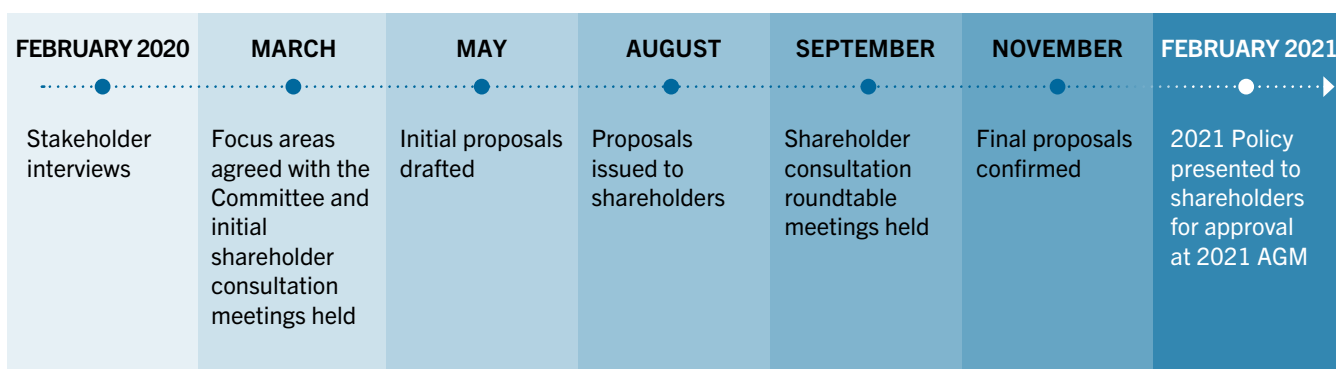 FEBRUARY 2020
Stakeholder
interviews
MARCH
Focus areas
agreed with the
Committee and
initial
shareholder
consultation
meetings held
MAY
Initial proposals
drafted
AUGUST
Proposals
issued to
shareholders
SEPTEMBER
Shareholder
consultation
roundtable
meetings held
NOVEMBER
Final proposals
confirmed
FEBRUARY 2021
2021 Policy
presented to
shareholders
for approval
at 2021 AGM